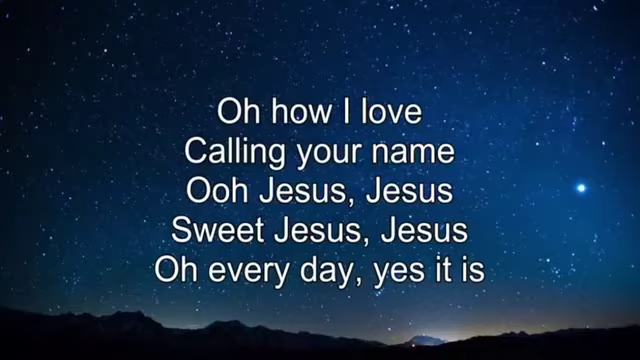 Oh how I love
Calling your name
Ooh Jesus, Jesus
Sweet Jesus, Jesus
Oh every day, yes it is